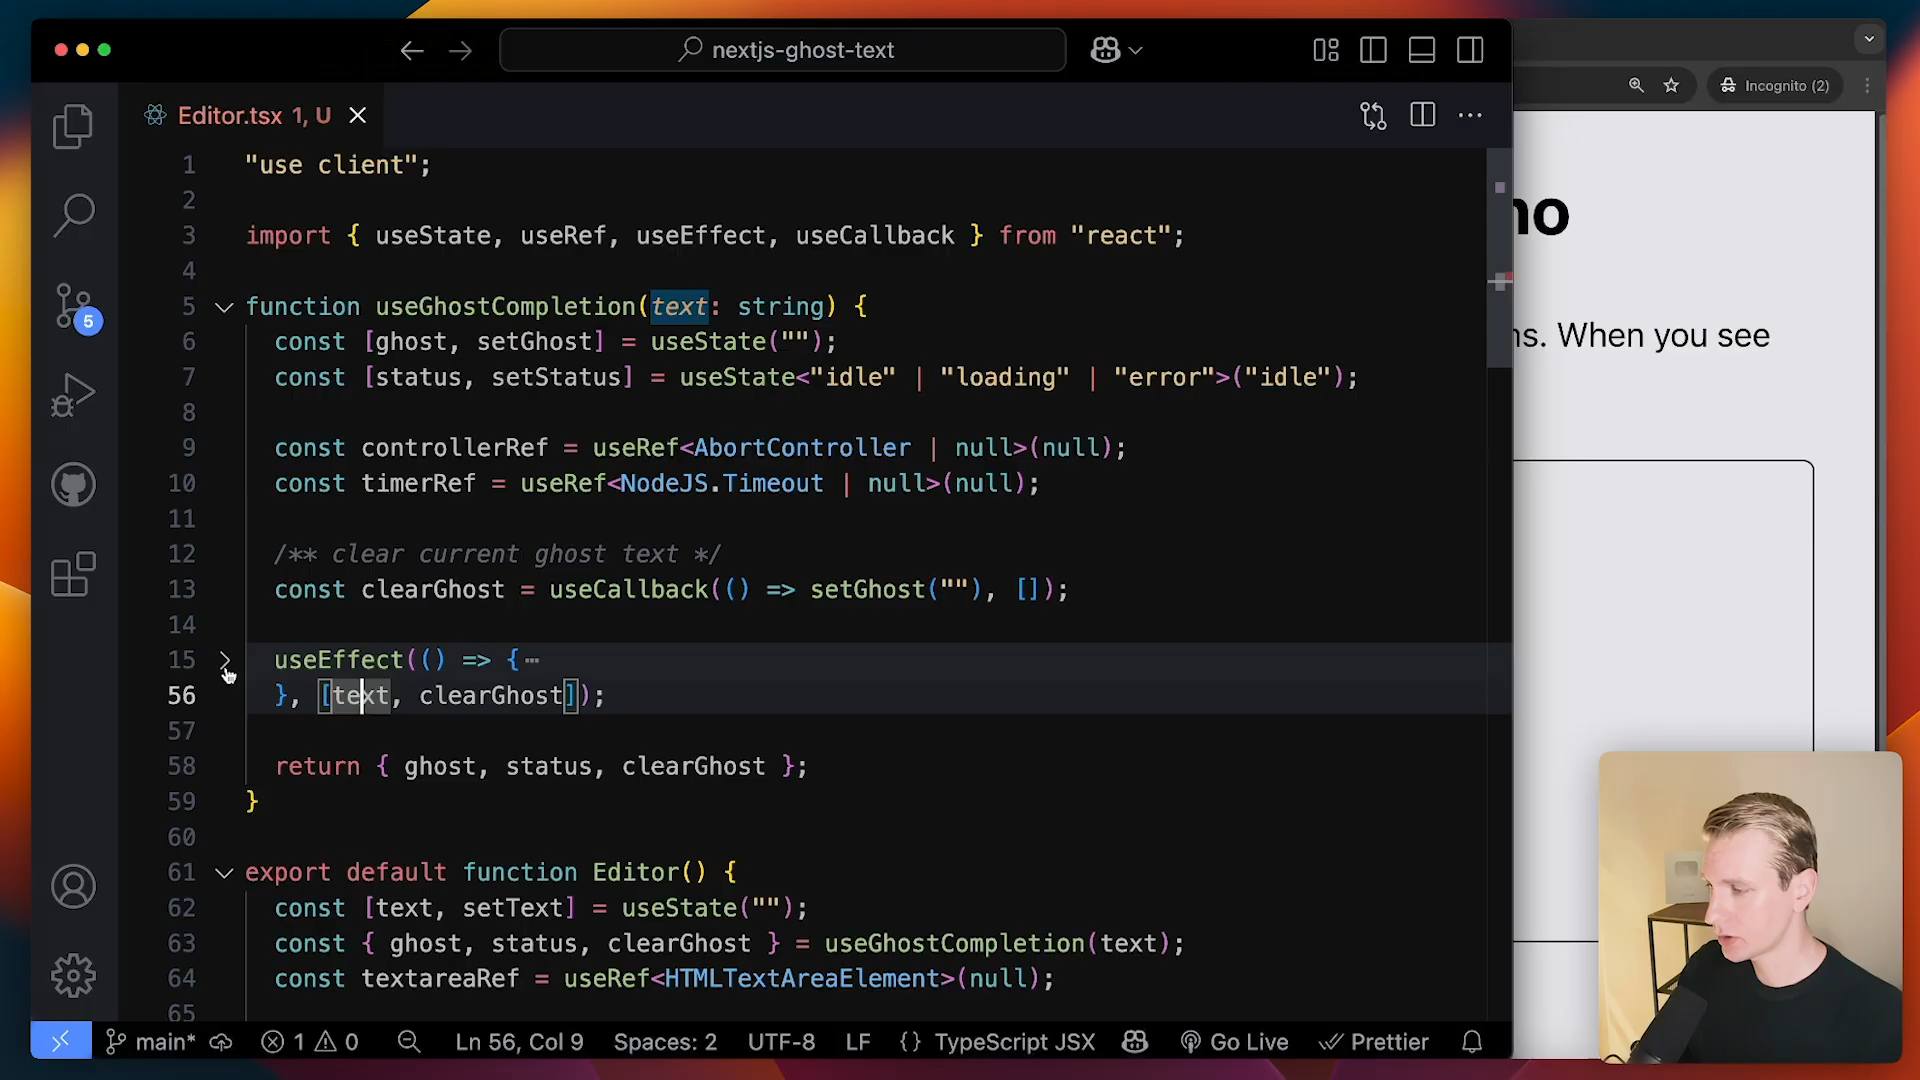 nextjs-ghost-text
Incognito (2)
Editor.tsx 1, U
1 "use client";
2
3 import { useState, useRef, useEffect, useCallback } from "react";
4
5 function useGhostCompletion(text: string) {
6 const [ghost, setGhost] = useState("");
7 const [status, setStatus] = useState<"idle" | "loading" | "error">("idle");
8
9 const controllerRef = useRef<AbortController | null>(null);
10 const timerRef = useRef<NodeJS.Timeout | null>(null);
11
12 /** clear current ghost text */
13 const clearGhost = useCallback(() => setGhost(""), []);
14
15 useEffect(() => {⋯
56 }, [text, clearGhost]);
57
58 return { ghost, status, clearGhost };
59 }
60
61 export default function Editor() {
62 const [text, setText] = useState("");
63 const { ghost, status, clearGhost } = useGhostCompletion(text);
64 const textareaRef = useRef<HTMLTextAreaElement>(null);
65
5
no
ns. When you see
main* 1 0 Ln 56, Col 9 Spaces: 2 UTF-8 LF {} TypeScript JSX Go Live Prettier